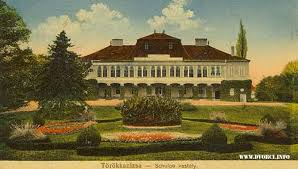 WWW.DVORCI.INFO
Törökkanizsa — Schulpe kastély.